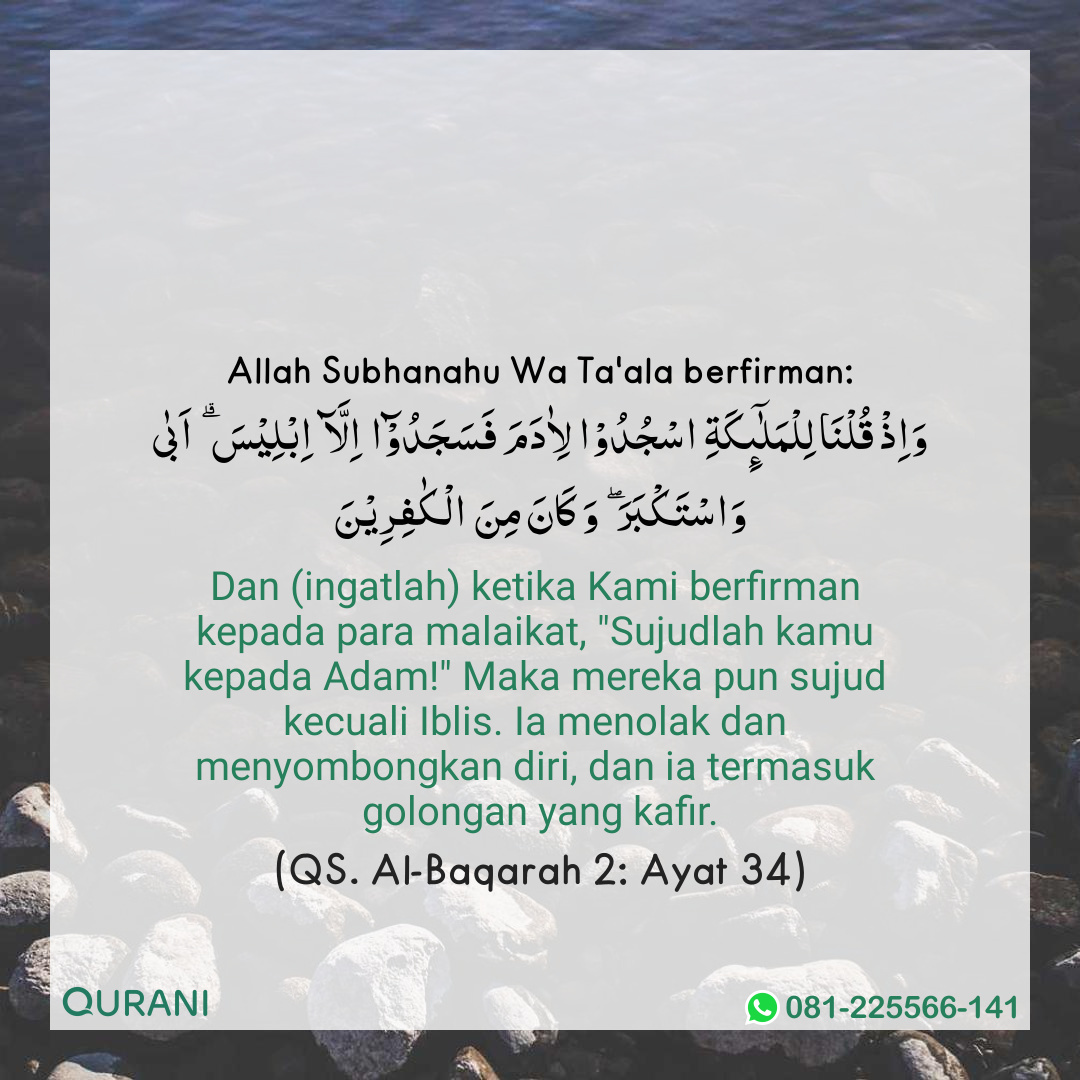 Allah Subhanahu Wa Ta'ala berfirman:
وَاِذْ قُلْنَا لِلْمَلٰۤىِٕكَةِ اسْجُدُوْا لِاٰدَمَ فَسَجَدُوْٓا اِلَّآ اِبْلِيْسَۗ اَبٰى
وَاسْتَكْبَرَۖ وَكَانَ مِنَ الْكٰفِرِيْنَ
Dan (ingatlah) ketika Kami berfirman
kepada para malaikat, "Sujudlah kamu
kepada Adam!" Maka mereka pun sujud
kecuali Iblis. Ia menolak dan
menyombongkan diri, dan ia termasuk
golongan yang kafir.
(QS. Al-Baqarah 2: Ayat 34)
QURANI
081-225566-141